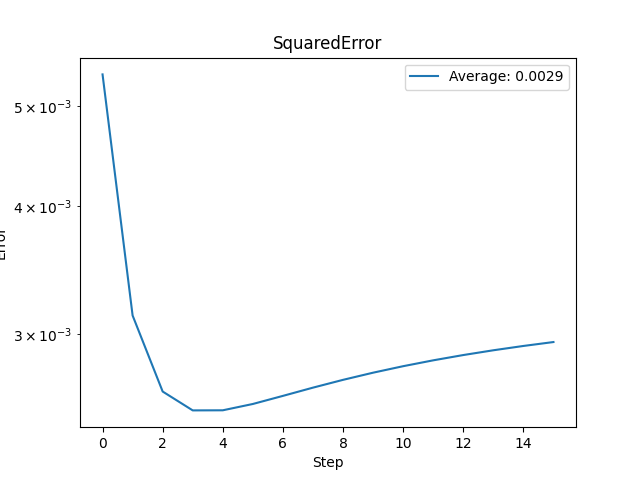 SquaredError
Average: 0.0029
5 × 10⁻³
4 × 10⁻³
3 × 10⁻³
Error
0 2 4 6 8 10 12 14
Step